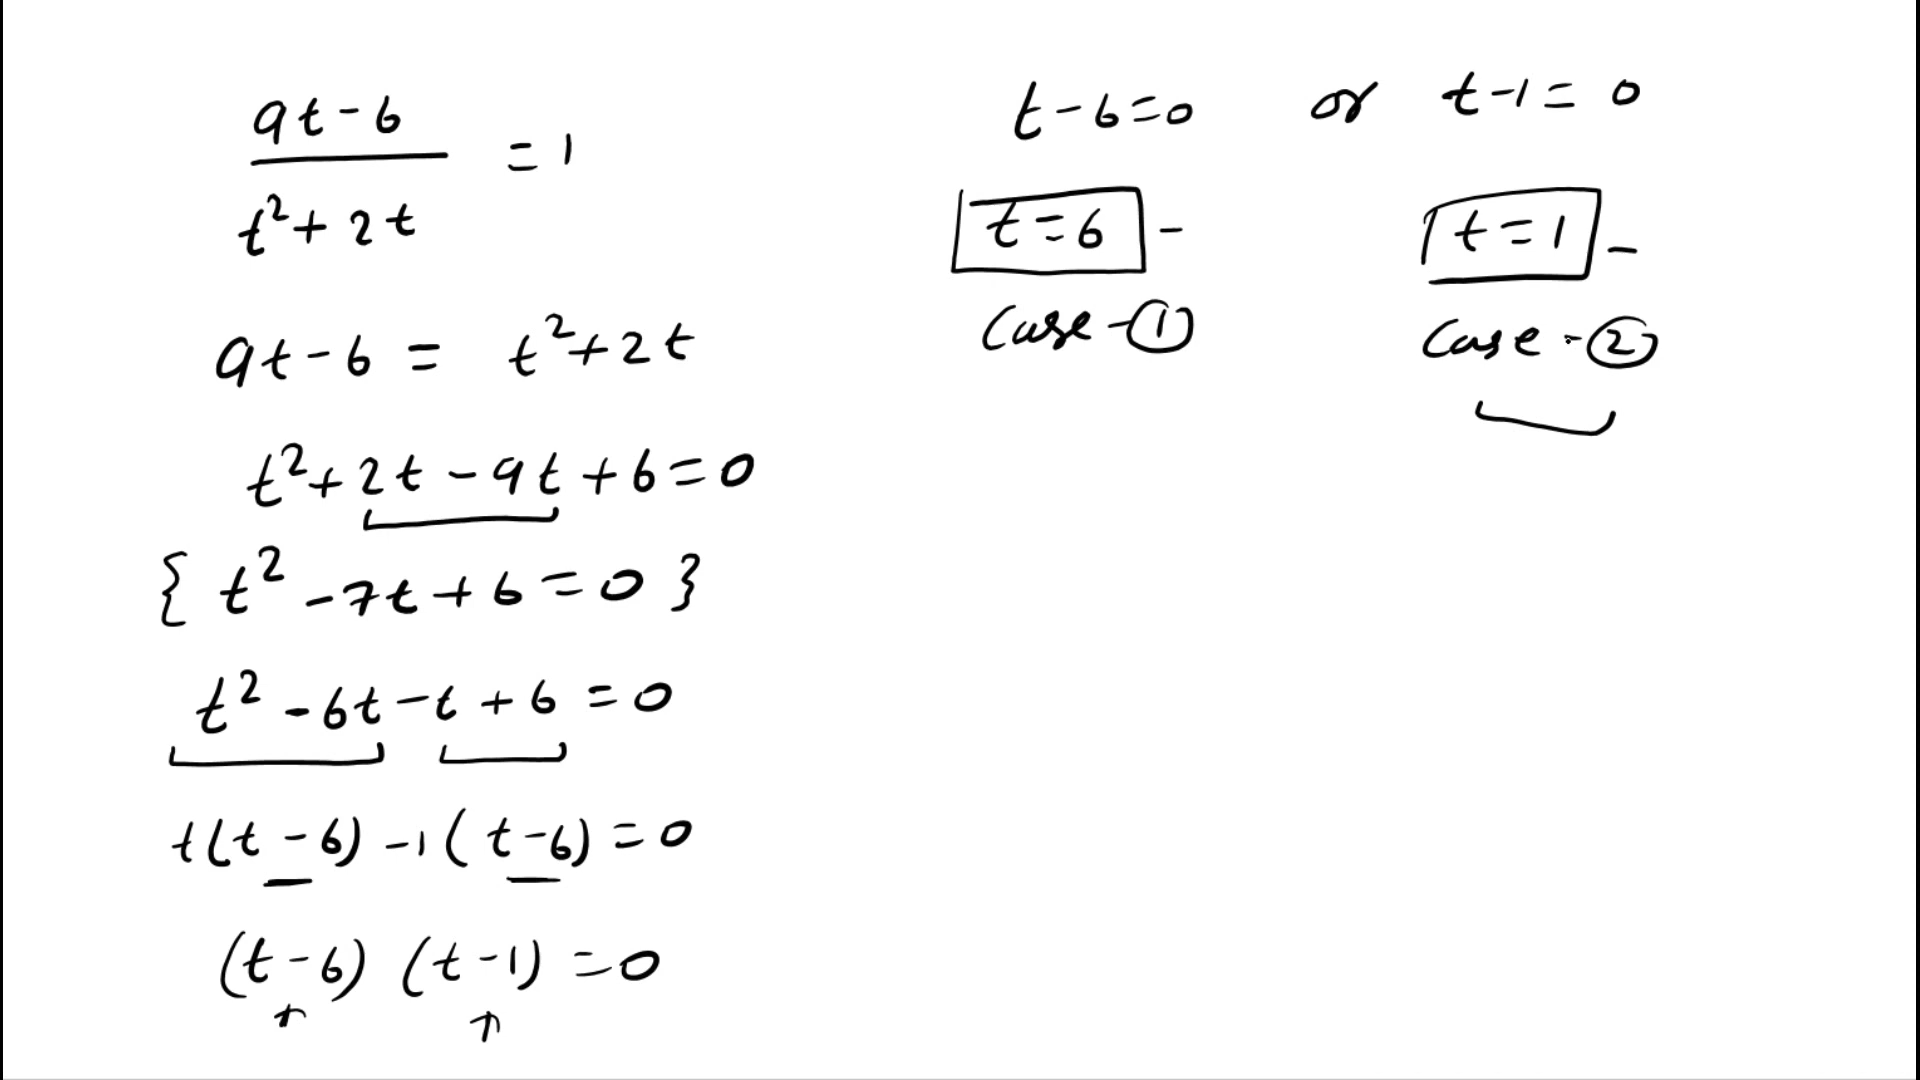 9t-6
t²+2t
=1
9t-6 = t²+2t
t²+2t-9t+6=0
{ t²-7t+6=0 }
t²-6t-t+6=0
t(t-6)-1(t-6)=0
(t-6) (t-1)=0
t-6=0 or t-1=0
t=6 - t=1 -
Case-① Case-②